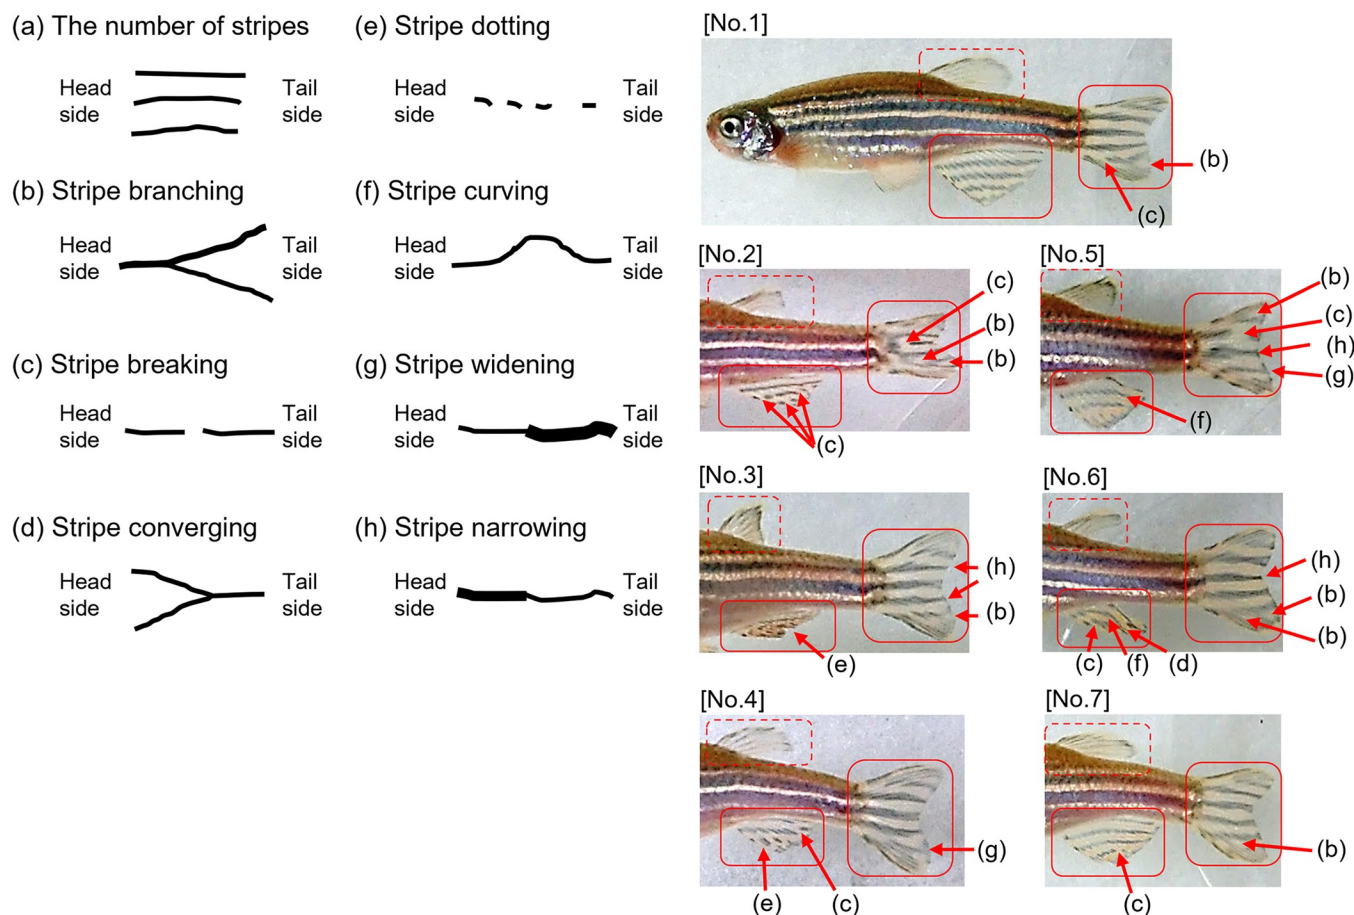 (a) The number of stripes
Head side
Tail side
(b) Stripe branching
Head side
Tail side
(c) Stripe breaking
Head side
Tail side
(d) Stripe converging
Head side
Tail side
(e) Stripe dotting
Head side
Tail side
(f) Stripe curving
Head side
Tail side
(g) Stripe widening
Head side
Tail side
(h) Stripe narrowing
Head side
Tail side
[No.1]
(b)
(c)
[No.2]
(c)
(b)
(b)
(c)
[No.3]
(h)
(b)
(e)
[No.4]
(g)
(e)
(c)
[No.5]
(b)
(c)
(h)
(g)
(f)
[No.6]
(h)
(b)
(b)
(c)
(f)
(d)
[No.7]
(b)
(c)